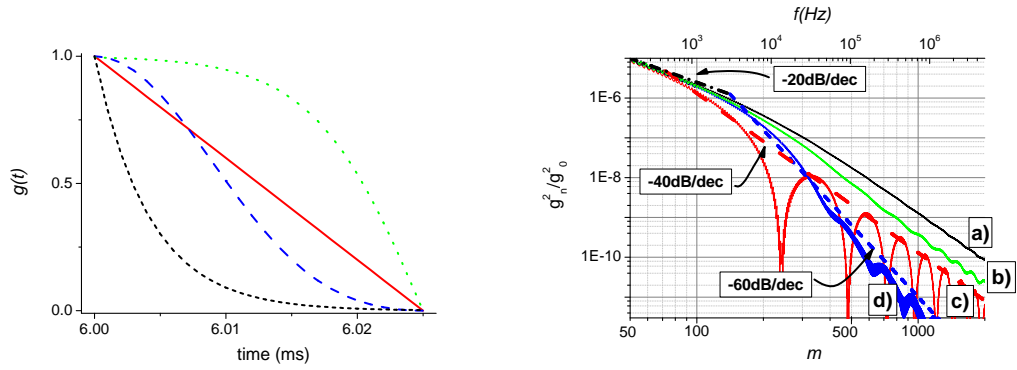 1.0
0.5
0.0
g(t)
6.00
6.01
6.02
time (ms)
f(Hz)
10³
10⁴
10⁵
10⁶
1E-6
1E-8
1E-10
g²ₙ/g²₀
-20dB/dec
-40dB/dec
-60dB/dec
a)
b)
c)
d)
50
100
500
1000
m